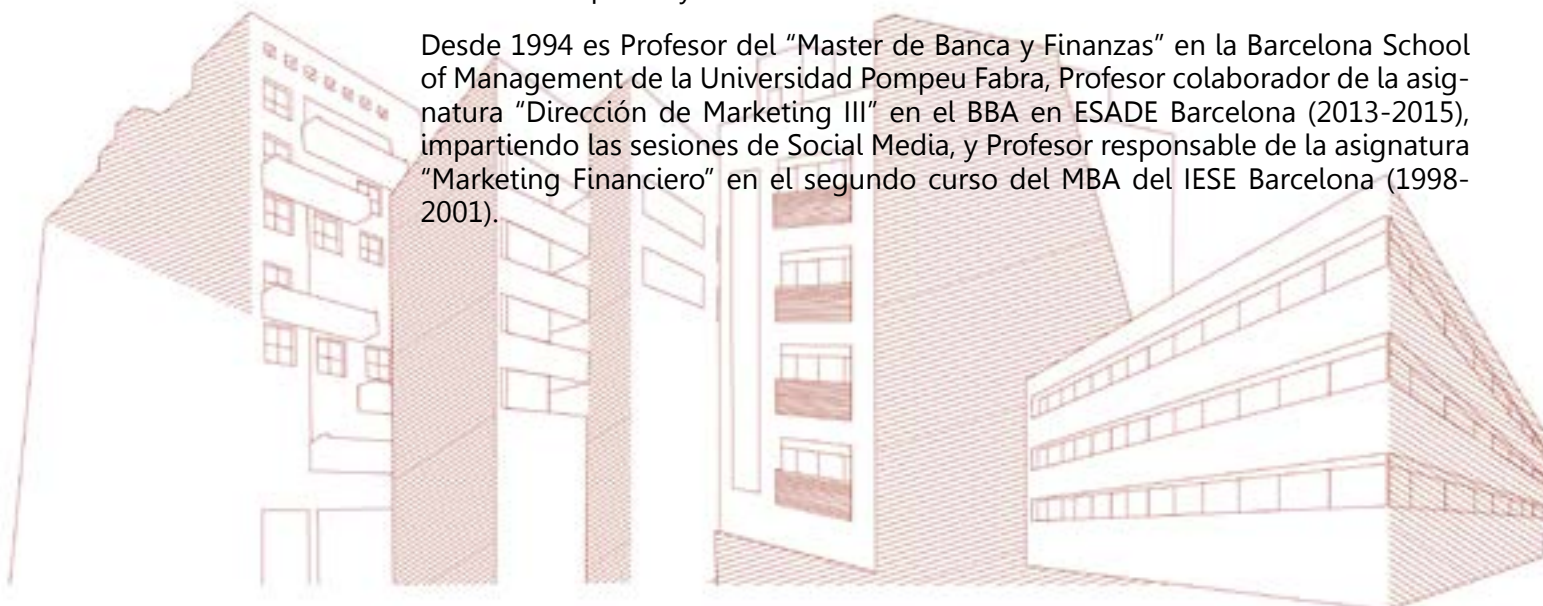 Desde 1994 es Profesor del “Master de Banca y Finanzas” en la Barcelona School
of Management de la Universidad Pompeu Fabra, Profesor colaborador de la asig-
natura “Dirección de Marketing III” en el BBA en ESADE Barcelona (2013-2015),
impartiendo las sesiones de Social Media, y Profesor responsable de la asignatura
“Marketing Financiero” en el segundo curso del MBA del IESE Barcelona (1998-
2001).